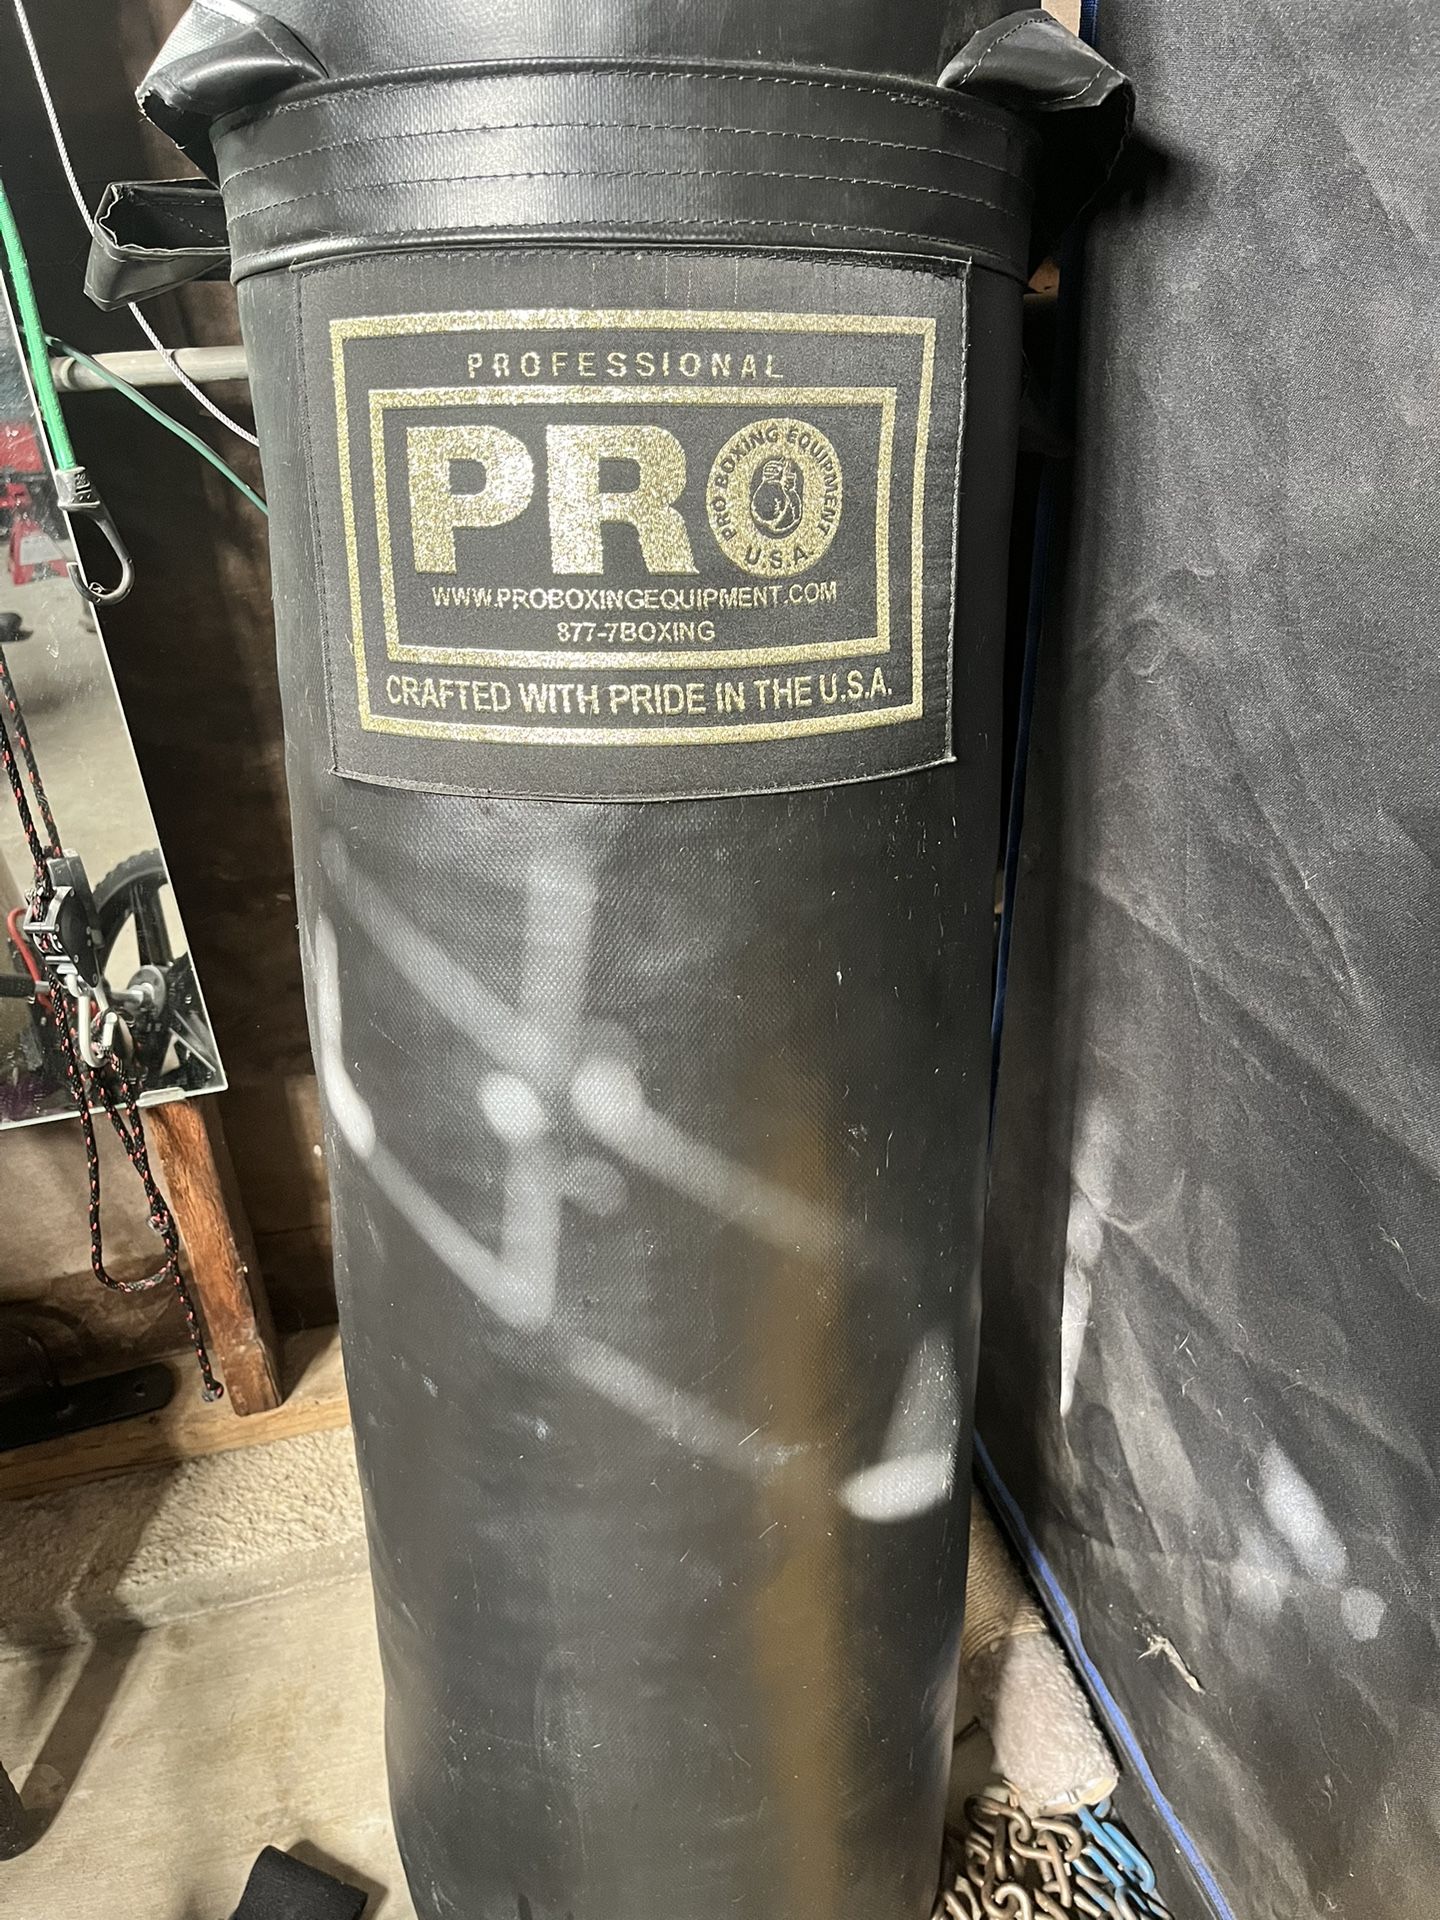 PROFESSIONAL
PRO
PRO BOXING EQUIPMENT
U.S.A.
WWW.PROBOXINGEQUIPMENT.COM
877-7BOXING
CRAFTED WITH PRIDE IN THE U.S.A.